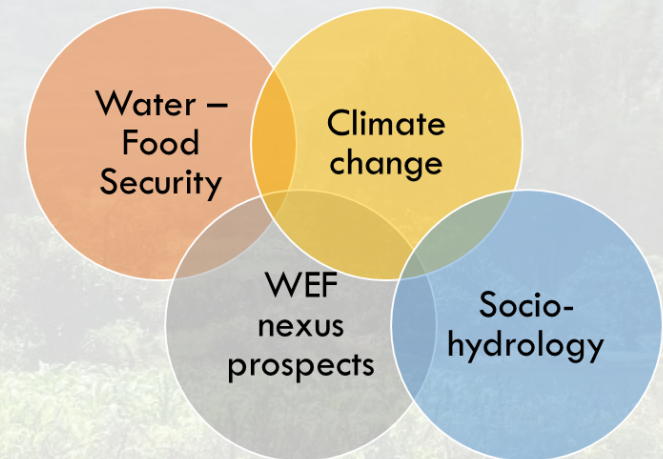 Water –
Food
Security
Climate
change
WEF
nexus
prospects
Socio-
hydrology